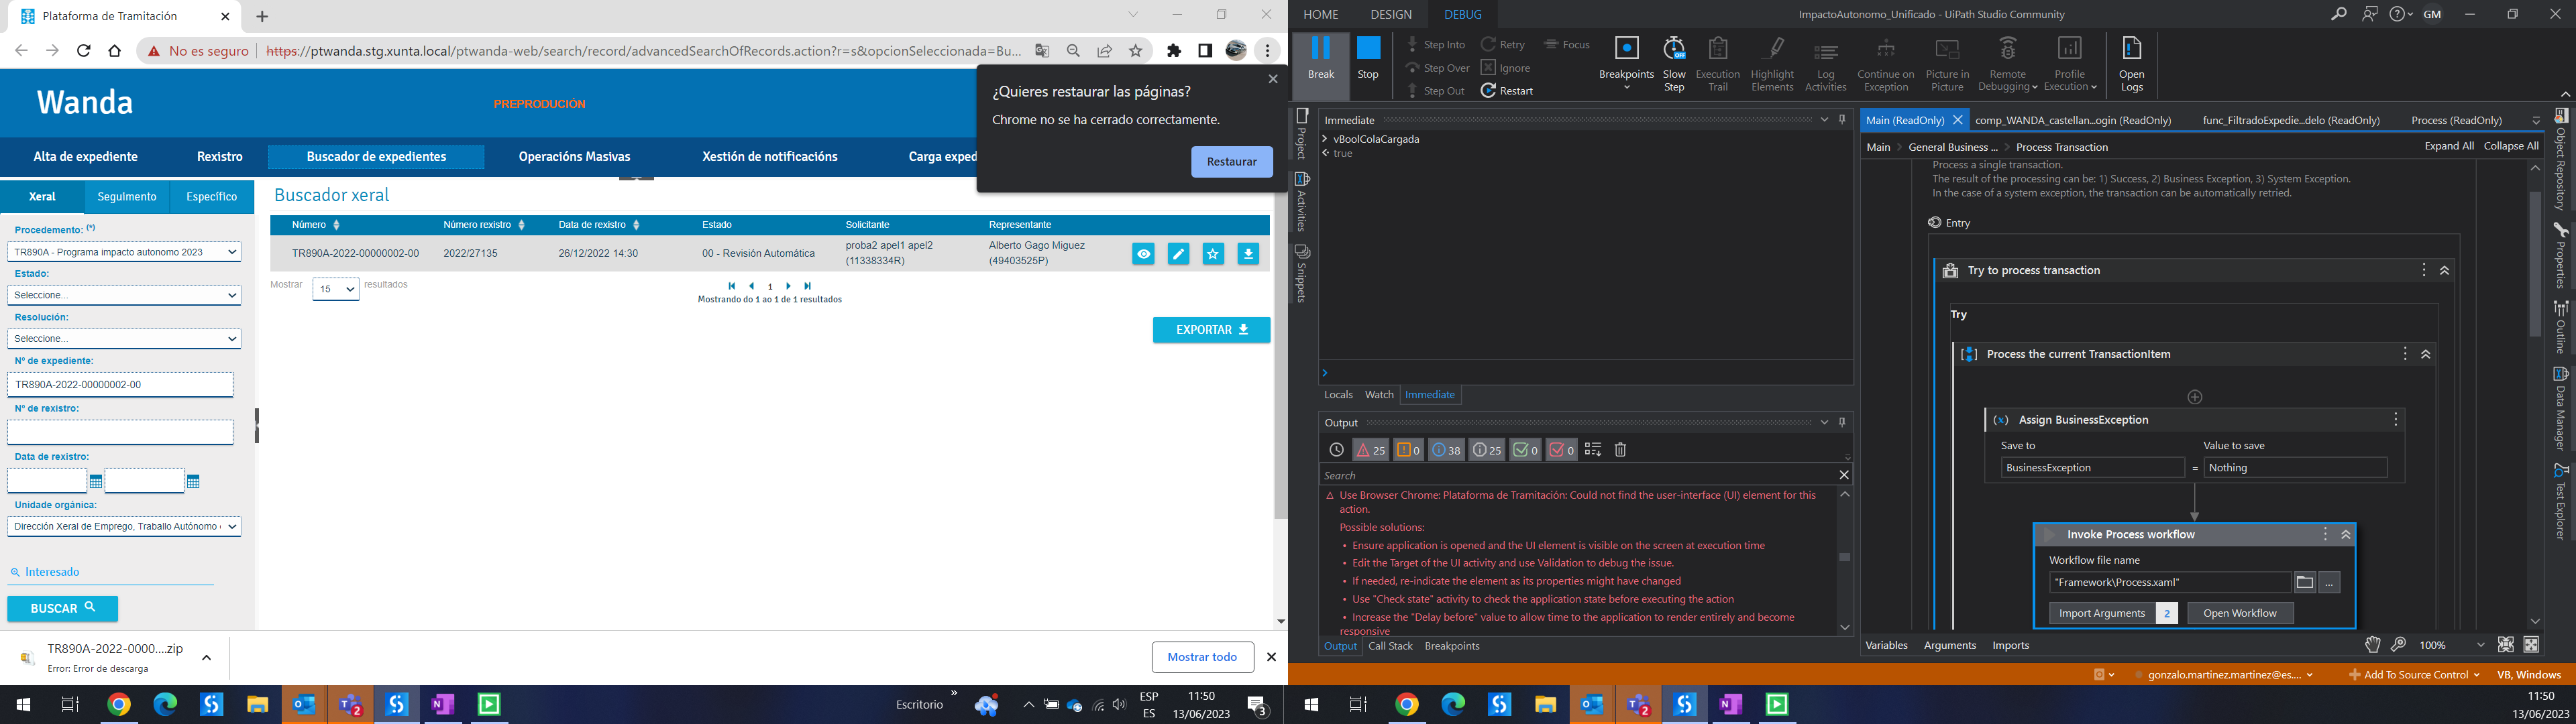 Plataforma de Tramitación
No es seguro
https://ptwanda.stg.xunta.local/ptwanda-web/search/record/advancedSearchOfRecords.action?r=s&opcionSeleccionada=Bu...
Wanda
PREPRODUCIÓN
¿Quieres restaurar las páginas?
Chrome no se ha cerrado correctamente.
Restaurar
Alta de expediente
Rexistro
Buscador de expedientes
Operacións Masivas
Xestión de notificacións
Carga exped
Xeral
Seguimento
Específico
Buscador xeral
Procedemento: (*)
TR890A - Programa impacto autonomo 2023
Estado:
Seleccione...
Resolución:
Seleccione...
Nº de expediente:
TR890A-2022-00000002-00
Nº de rexistro:
Data de rexistro:
Unidade orgánica:
Dirección Xeral de Emprego, Traballo Autónomo
Interesado
BUSCAR
Número
Número rexistro
Data de rexistro
Estado
Solicitante
Representante
TR890A-2022-00000002-00
2022/27135
26/12/2022 14:30
00 - Revisión Automática
proba2 apel1 apel2
(11338334R)
Alberto Gago Miguez
(49403525P)
Mostrar
15
resultados
1
Mostrando do 1 ao 1 de 1 resultados
EXPORTAR
TR890A-2022-0000....zip
Error: Error de descarga
Mostrar todo
2
Escritorio
»
ESP
ES
11:50
13/06/2023
3
HOME
DESIGN
DEBUG
ImpactoAutonomo_Unificado - UiPath Studio Community
GM
Break
Stop
Step Into
Step Over
Step Out
Retry
Ignore
Restart
Focus
Breakpoints
Slow
Step
Execution
Trail
Highlight
Elements
Log
Activities
Continue on
Exception
Picture in
Picture
Remote
Debugging
Profile
Execution
Open
Logs
Project
Activities
Snippets
Immediate
vBoolColaCargada
true
Locals
Watch
Immediate
Output
25
0
38
25
0
0
Search
Use Browser Chrome: Plataforma de Tramitación: Could not find the user-interface (UI) element for this
action.
Possible solutions:
• Ensure application is opened and the UI element is visible on the screen at execution time
• Edit the Target of the UI activity and use Validation to debug the issue.
• If needed, re-indicate the element as its properties might have changed
• Use "Check state" activity to check the application state before executing the action
• Increase the "Delay before" value to allow time to the application to render entirely and become
responsive
Output
Call Stack
Breakpoints
Main (ReadOnly)
comp_WANDA_castellan...ogin (ReadOnly)
func_FiltradoExpedie...delo (ReadOnly)
Process (ReadOnly)
Main
General Business ...
Process Transaction
Expand All
Collapse All
Process a single transaction.
The result of the processing can be: 1) Success, 2) Business Exception, 3) System Exception.
In the case of a system exception, the transaction can be automatically retried.
Entry
Try to process transaction
Try
Process the current TransactionItem
Assign BusinessException
Save to
Value to save
BusinessException
=
Nothing
Invoke Process workflow
Workflow file name
"Framework\Process.xaml"
...
Import Arguments
2
Open Workflow
Variables
Arguments
Imports
100%
Object Repository
Properties
Outline
Data Manager
Test Explorer
gonzalo.martinez.martinez@es....
Add To Source Control
VB, Windows
2
11:50
13/06/2023